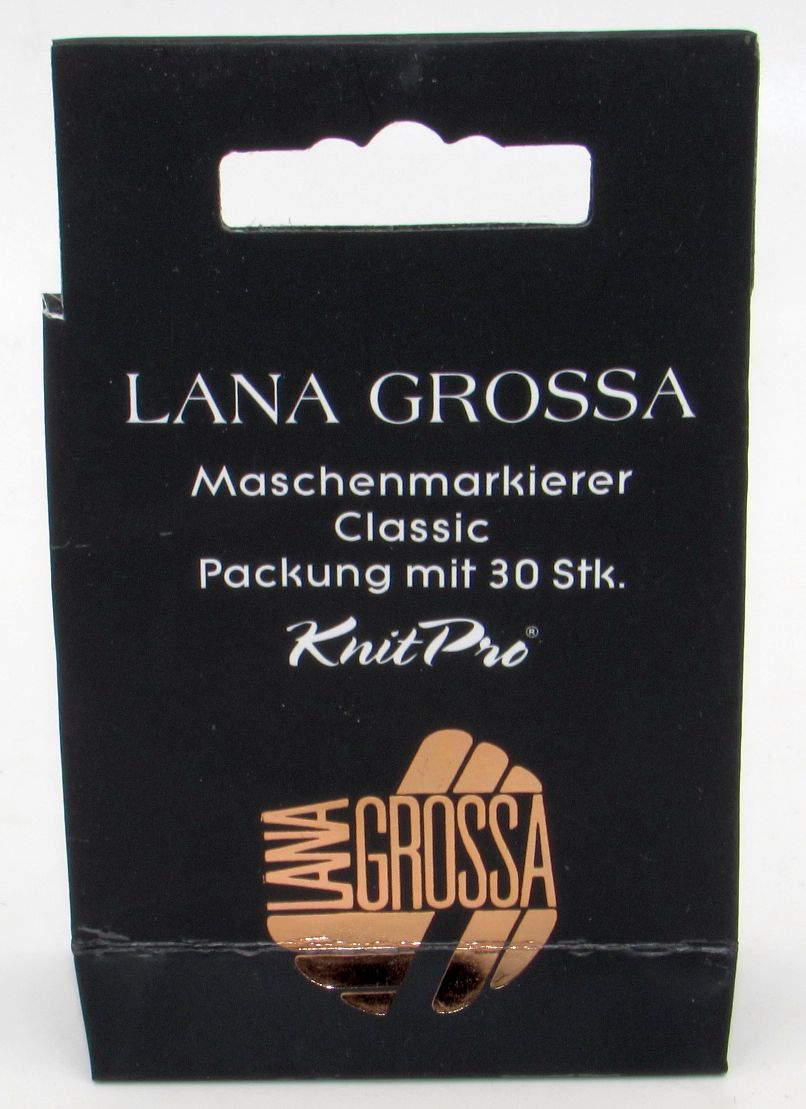 LANA GROSSA
Maschenmarkierer
Classic
Packung mit 30 Stk.
KnitPro®
LANA GROSSA